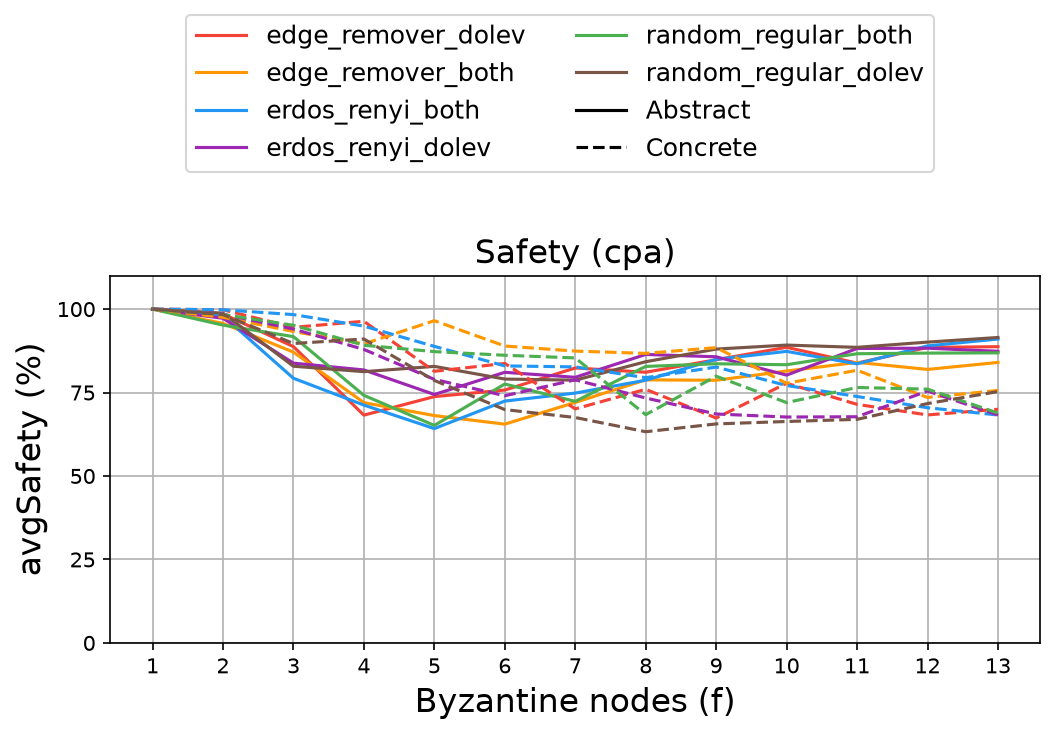 edge_remover_dolev
edge_remover_both
erdos_renyi_both
erdos_renyi_dolev
random_regular_both
random_regular_dolev
Abstract
Concrete
Safety (cpa)
avgSafety (%)
100
75
50
25
0
1 2 3 4 5 6 7 8 9 10 11 12 13
Byzantine nodes (f)